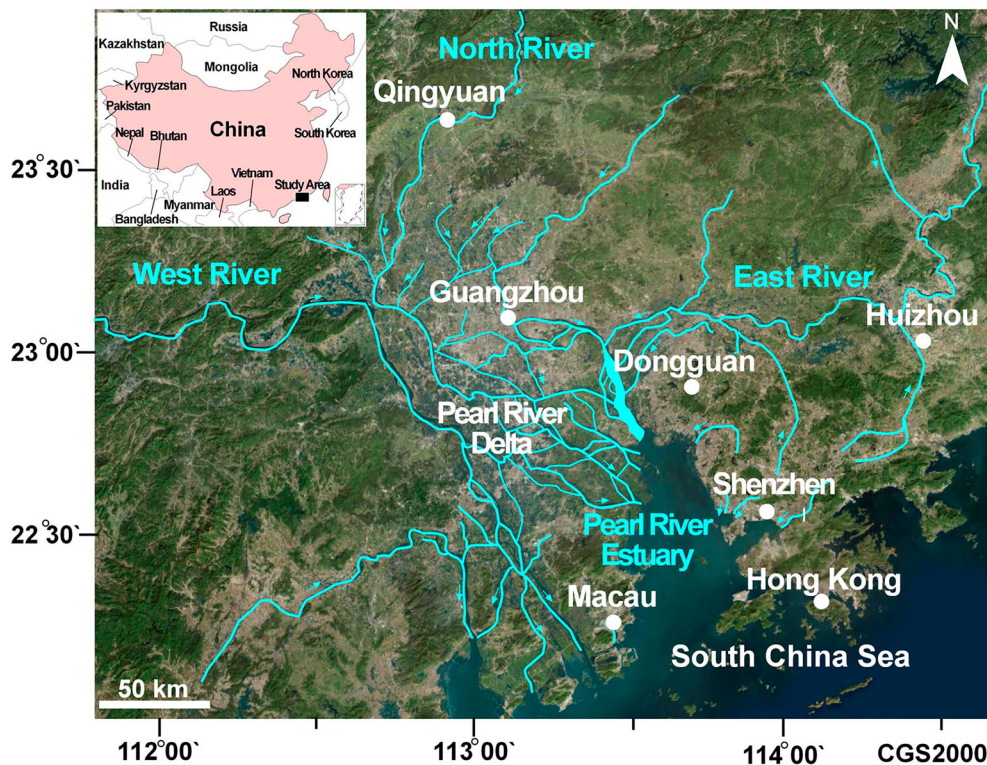 Russia
Kazakhstan
Mongolia
North Korea
Kyrgyzstan
Pakistan
China
South Korea
Nepal
Bhutan
Vietnam
India
Laos
Study Area
Myanmar
Bangladesh
N
North River
Qingyuan
West River
Guangzhou
East River
Huizhou
Dongguan
Pearl River
Delta
Shenzhen
Pearl River
Estuary
Hong Kong
Macau
South China Sea
50 km
23°30`
23°00`
22°30`
112°00`
113°00`
114°00`
CGS2000